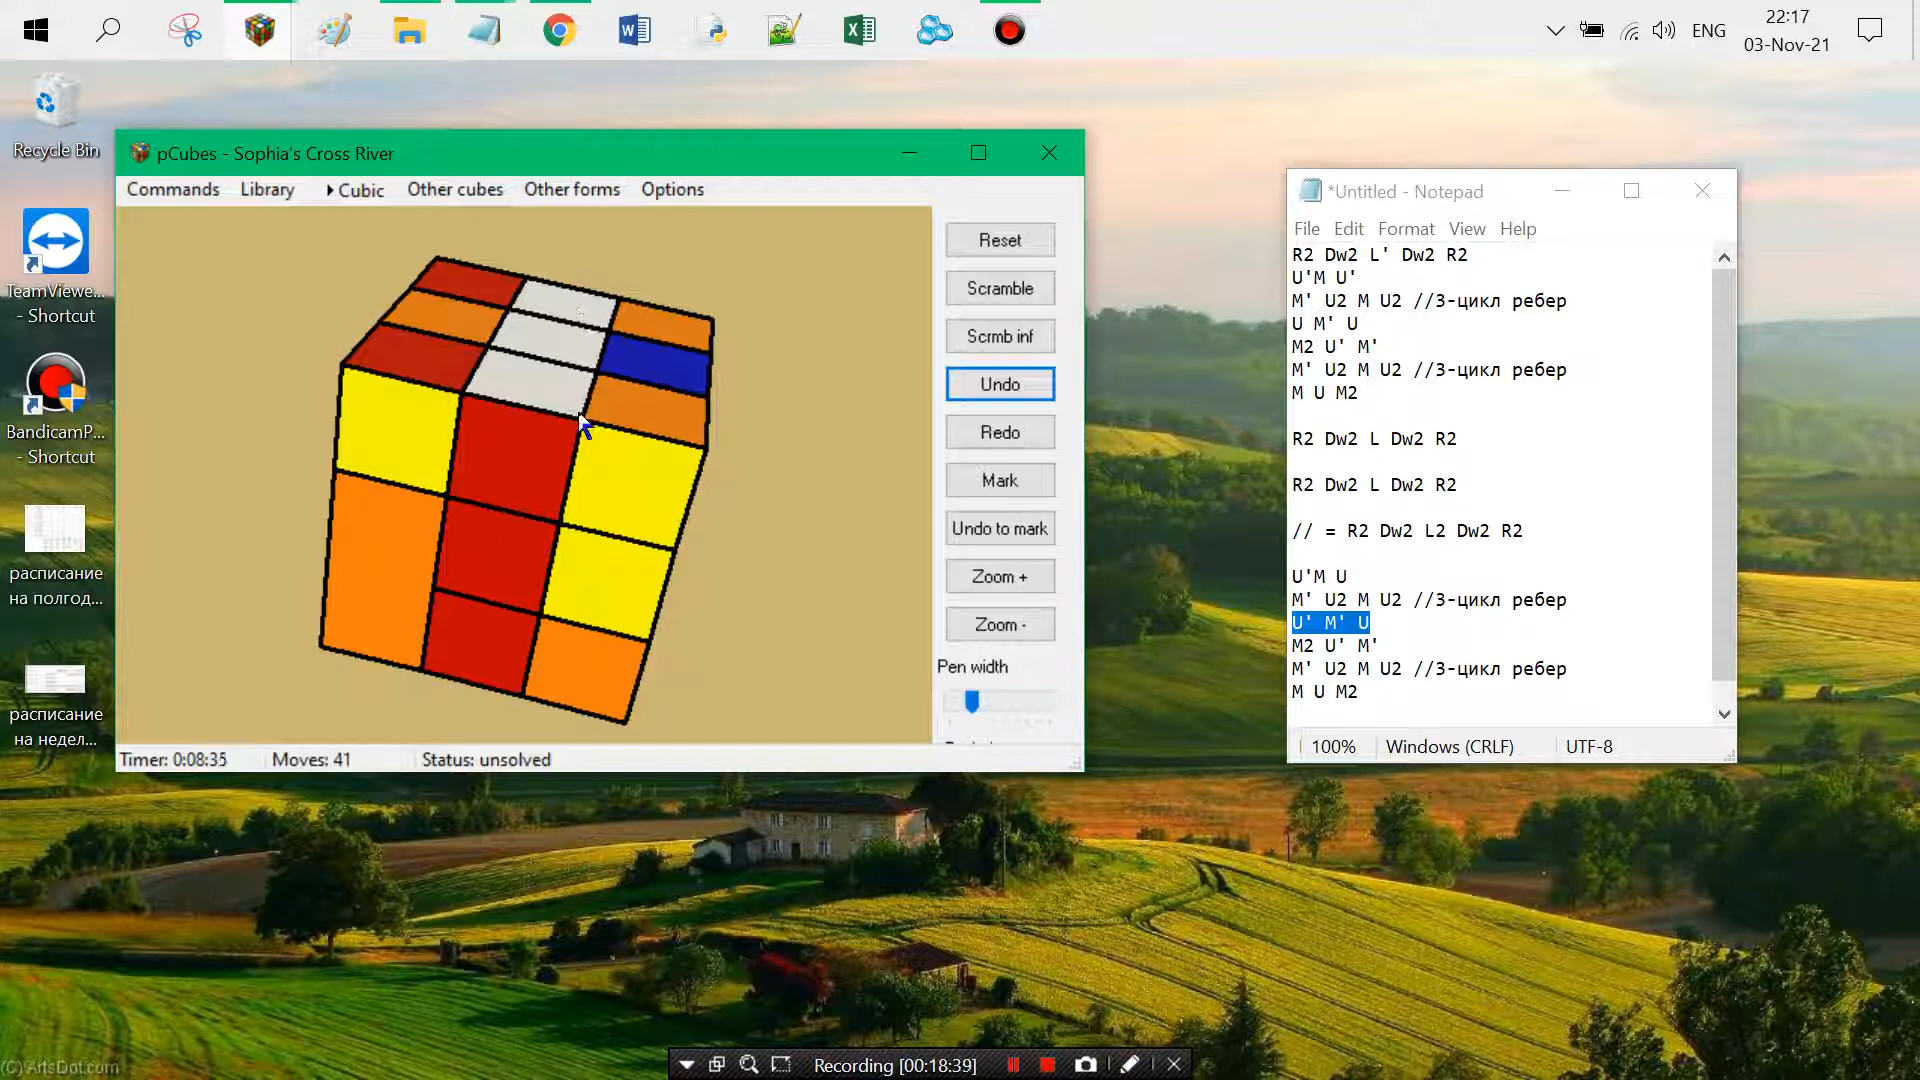 ENG
22:17
03-Nov-21
Recycle Bin
TeamViewe...
- Shortcut
BandicamP...
- Shortcut
расписание
на полгод...
расписание
на недел...
pCubes - Sophia's Cross River
Commands Library Cubic Other cubes Other forms Options
Reset
Scramble
Scrmb inf
Undo
Redo
Mark
Undo to mark
Zoom +
Zoom -
Pen width
Timer: 0:08:35 Moves: 41 Status: unsolved
*Untitled - Notepad
File Edit Format View Help
R2 Dw2 L' Dw2 R2
U'M U'
M' U2 M U2 //3-цикл ребер
U M' U
M2 U' M'
M' U2 M U2 //3-цикл ребер
M U M2
R2 Dw2 L Dw2 R2
R2 Dw2 L Dw2 R2
// = R2 Dw2 L2 Dw2 R2
U'M U
M' U2 M U2 //3-цикл ребер
U' M' U
M2 U' M'
M' U2 M U2 //3-цикл ребер
M U M2
100% Windows (CRLF) UTF-8
(C)ArtsDot.com
Recording [00:18:39]